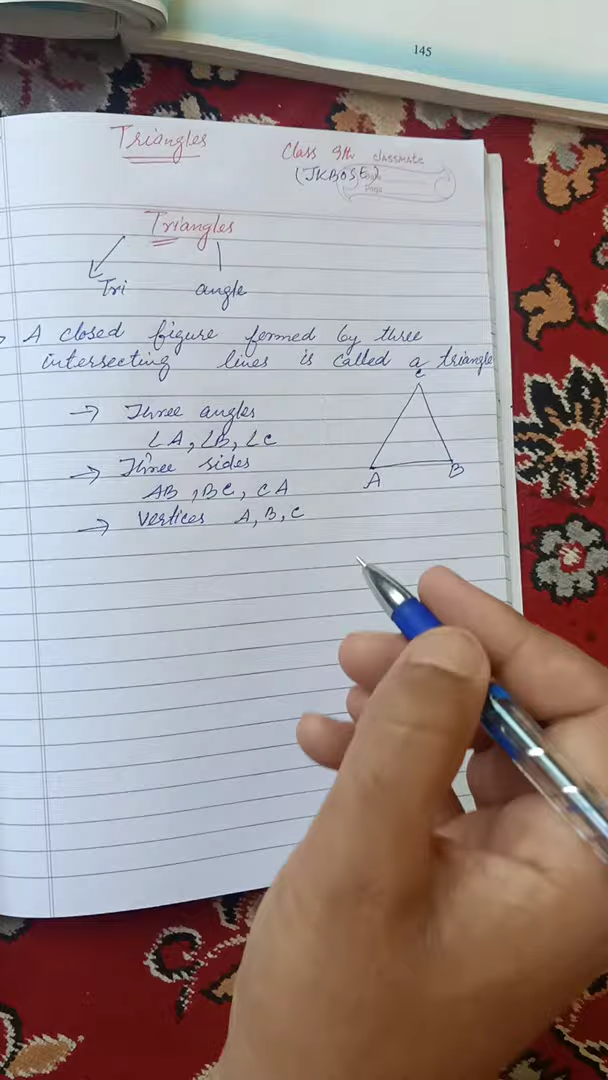 145
Triangles
Class 9th classmate
(JKBOSE)
Page
Triangles
Tri angle
A closed figure formed by three
intersecting lines is called a triangle
C
→ Three angles
∠A, ∠B, ∠C
→ Three sides
AB, BC, CA
A B
→ Vertices A, B, C